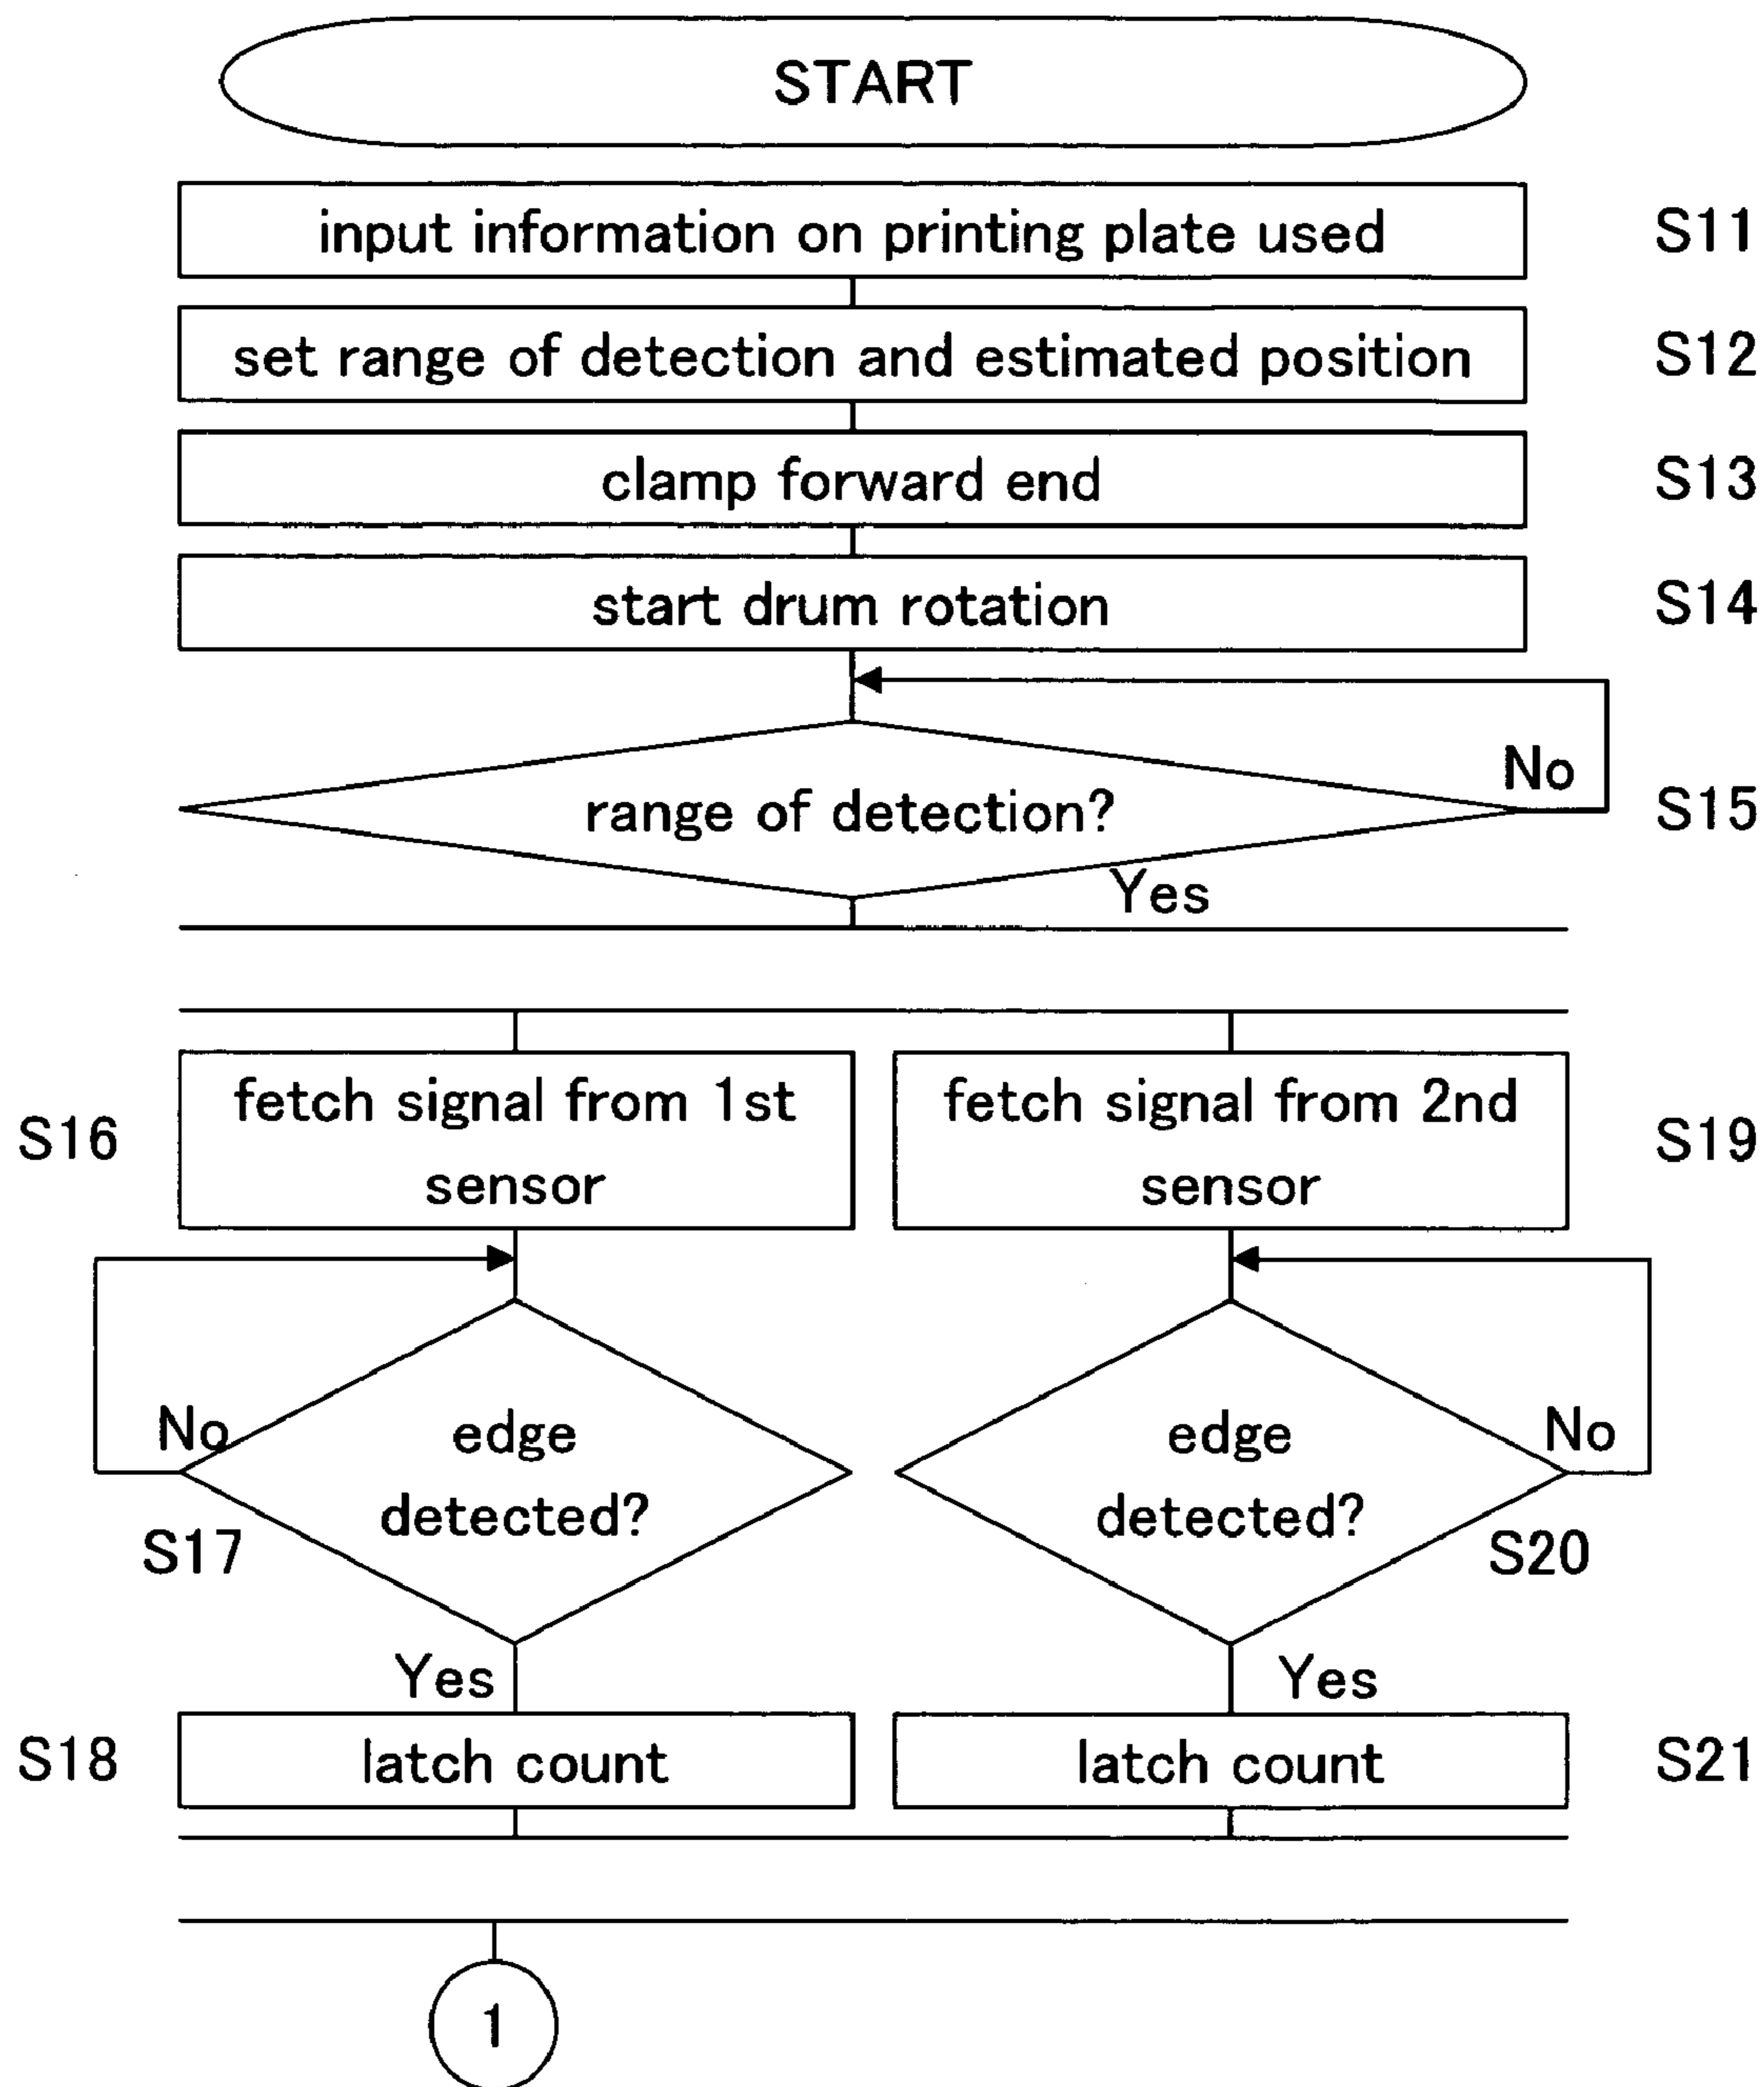 START
input information on printing plate used
S11
set range of detection and estimated position
S12
clamp forward end
S13
start drum rotation
S14
No
range of detection?
S15
Yes
S16
fetch signal from 1st
sensor
fetch signal from 2nd
sensor
S19
No
edge
detected?
S17
edge
detected?
No
S20
Yes
Yes
S18
latch count
latch count
S21
1